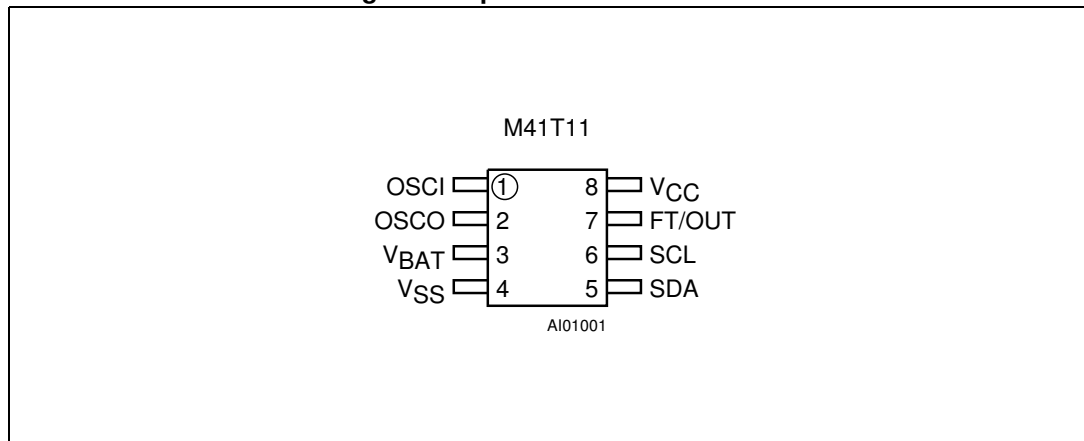 M41T11
OSCI 1 8 VCC
OSCO 2 7 FT/OUT
VBAT 3 6 SCL
VSS 4 5 SDA
AI01001